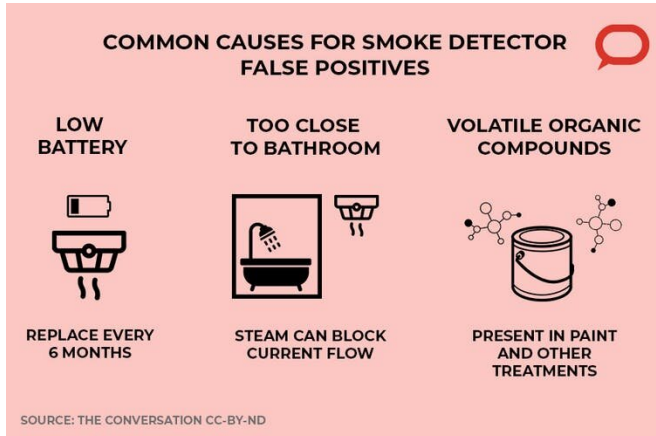 COMMON CAUSES FOR SMOKE DETECTOR
FALSE POSITIVES
LOW
BATTERY
REPLACE EVERY
6 MONTHS
TOO CLOSE
TO BATHROOM
STEAM CAN BLOCK
CURRENT FLOW
VOLATILE ORGANIC
COMPOUNDS
PRESENT IN PAINT
AND OTHER
TREATMENTS
SOURCE: THE CONVERSATION CC-BY-ND